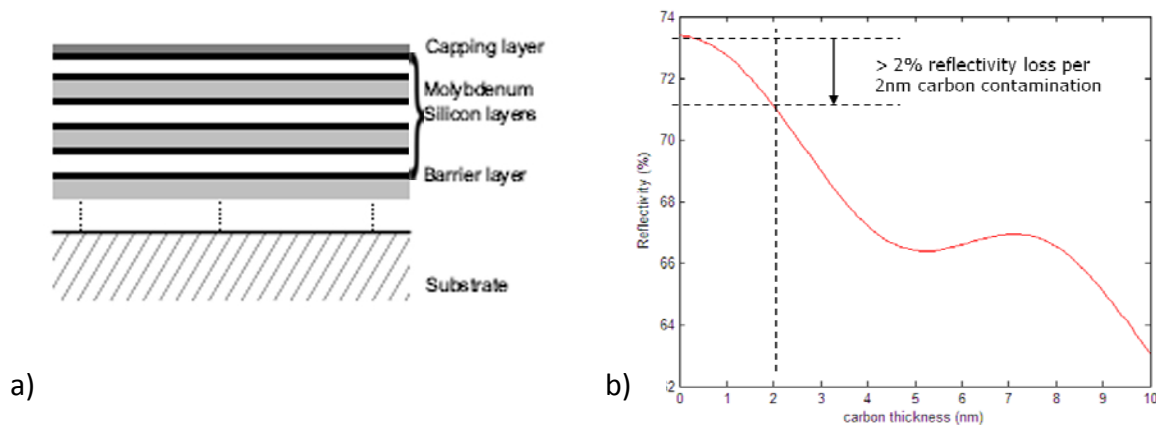 Capping layer
Molybdenum
Silicon layers
Barrier layer
Substrate
a)
74
72
70
68
66
64
62
Reflectivity (%)
> 2% reflectivity loss per
2nm carbon contamination
0 1 2 3 4 5 6 7 8 9 10
carbon thickness (nm)
b)